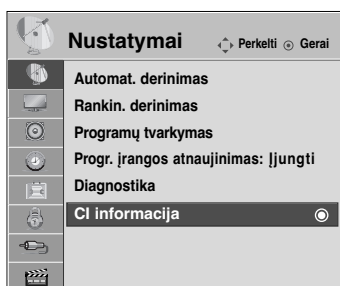 Nustatymai Perkelti Gerai
Automat. derinimas
Rankin. derinimas
Programų tvarkymas
Progr. įrangos atnaujinimas: Įjungti
Diagnostika
CI informacija